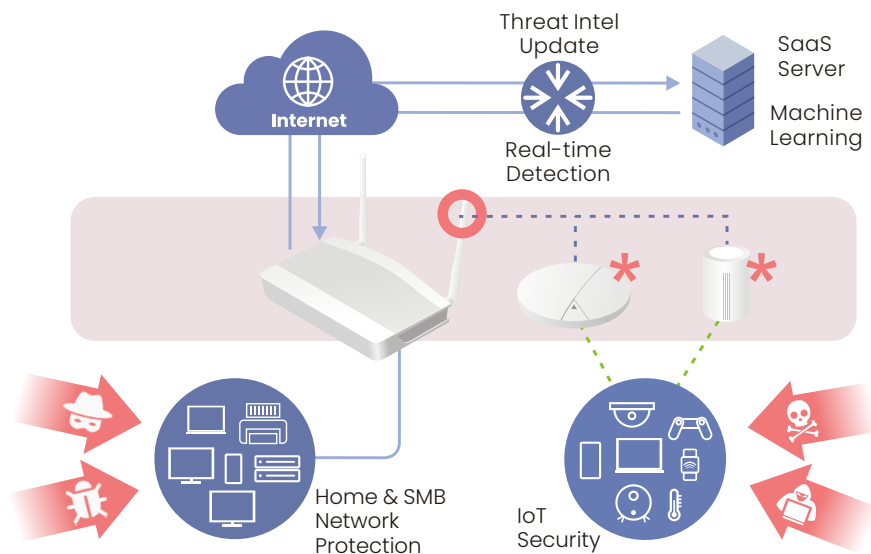 Threat Intel
Update
SaaS
Server
Internet
Machine
Learning
Real-time
Detection
Home & SMB
Network
Protection
IoT
Security